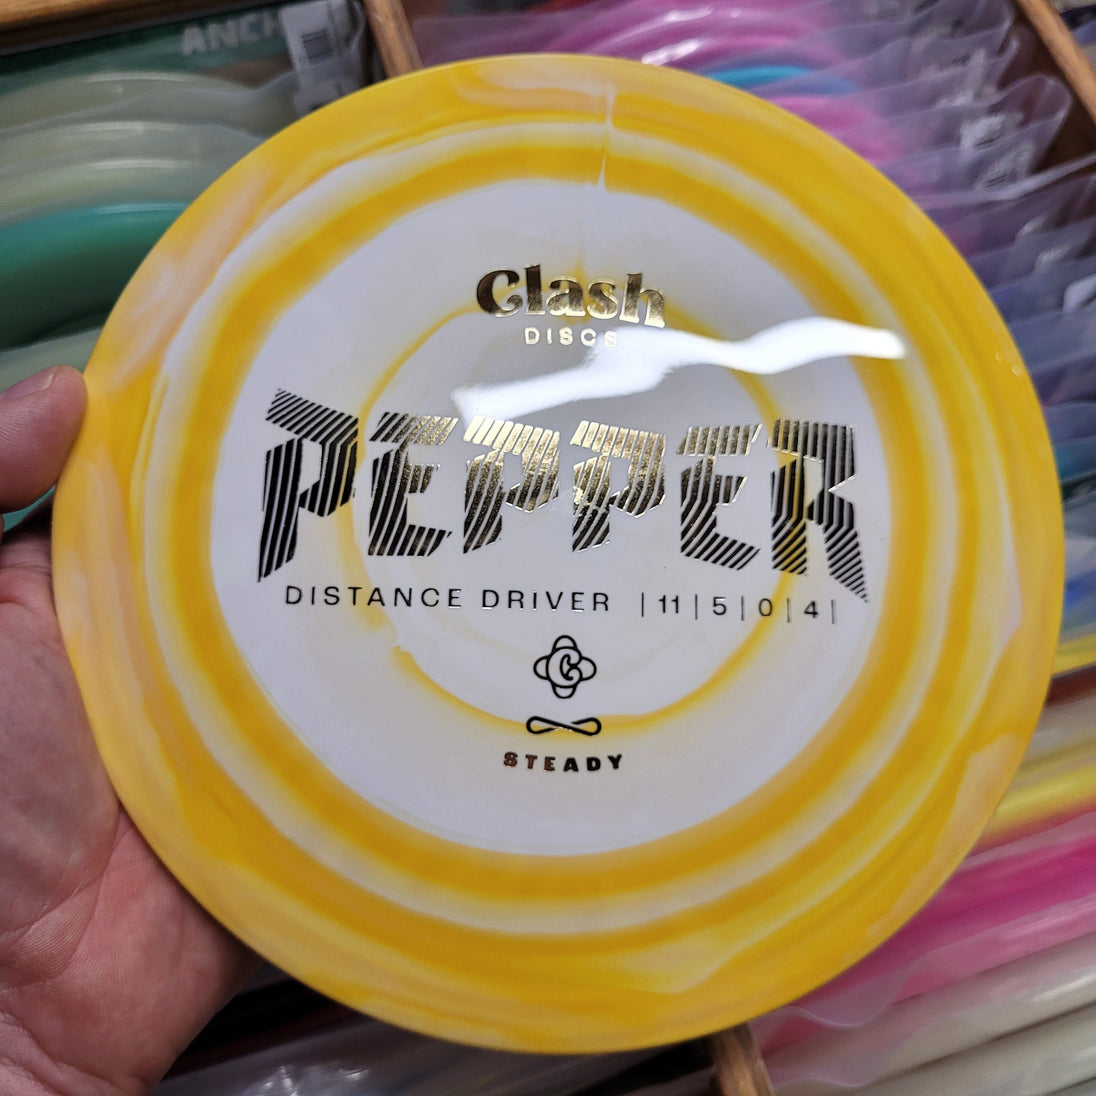 Clash
DISCS
PEPPER
DISTANCE DRIVER | 11 | 5 | 0 | 4 |
C
STEADY